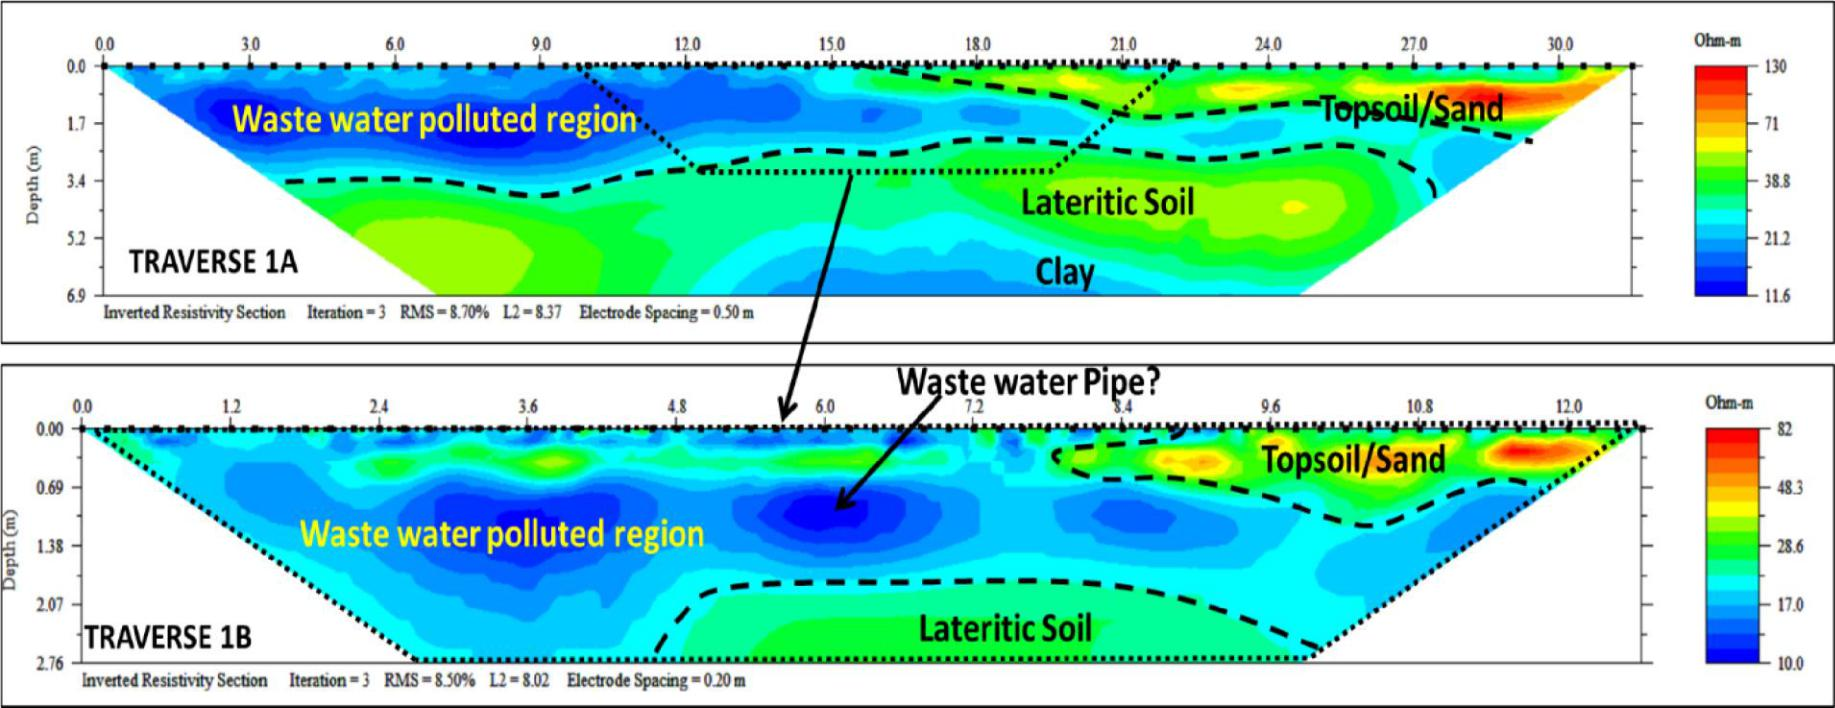 0.0 3.0 6.0 9.0 12.0 15.0 18.0 21.0 24.0 27.0 30.0
Ohm-m
0.0
1.7
3.4
5.2
6.9
Depth (m)
Waste water polluted region
Topsoil/Sand
Lateritic Soil
Clay
TRAVERSE 1A
130
71
38.8
21.2
11.6
Inverted Resistivity Section Iteration = 3 RMS = 8.70% L2 = 8.37 Electrode Spacing = 0.50 m
Waste water Pipe?
0.0 1.2 2.4 3.6 4.8 6.0 7.2 8.4 9.6 10.8 12.0
Ohm-m
0.00
0.69
1.38
2.07
2.76
Depth (m)
Topsoil/Sand
Waste water polluted region
Lateritic Soil
TRAVERSE 1B
82
48.3
28.6
17.0
10.0
Inverted Resistivity Section Iteration = 3 RMS = 8.50% L2 = 8.02 Electrode Spacing = 0.20 m